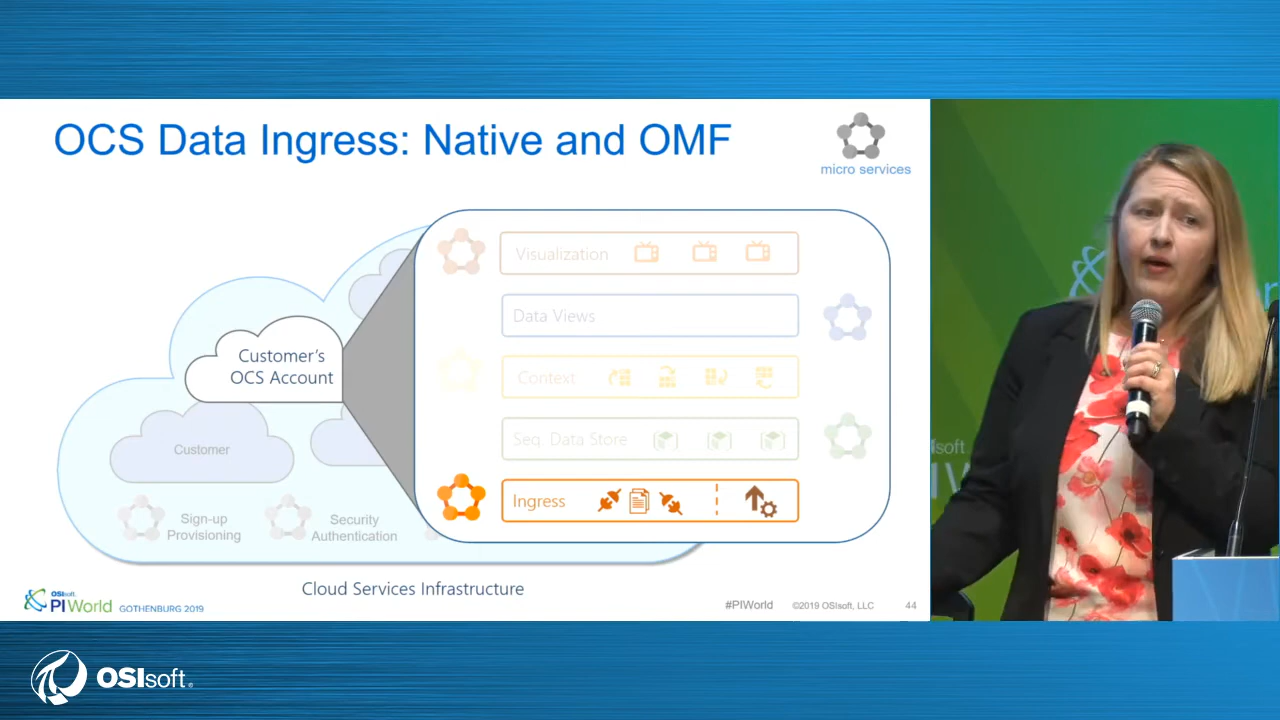 OCS Data Ingress: Native and OMF
micro services
Visualization
Data Views
Customer's
OCS Account
Context
Customer
Seq. Data Store
Ingress
Sign-up
Provisioning
Security
Authentication
Cloud Services Infrastructure
OSIsoft.
PI World GOTHENBURG 2019
#PIWorld
©2019 OSIsoft, LLC
44
OSIsoft.